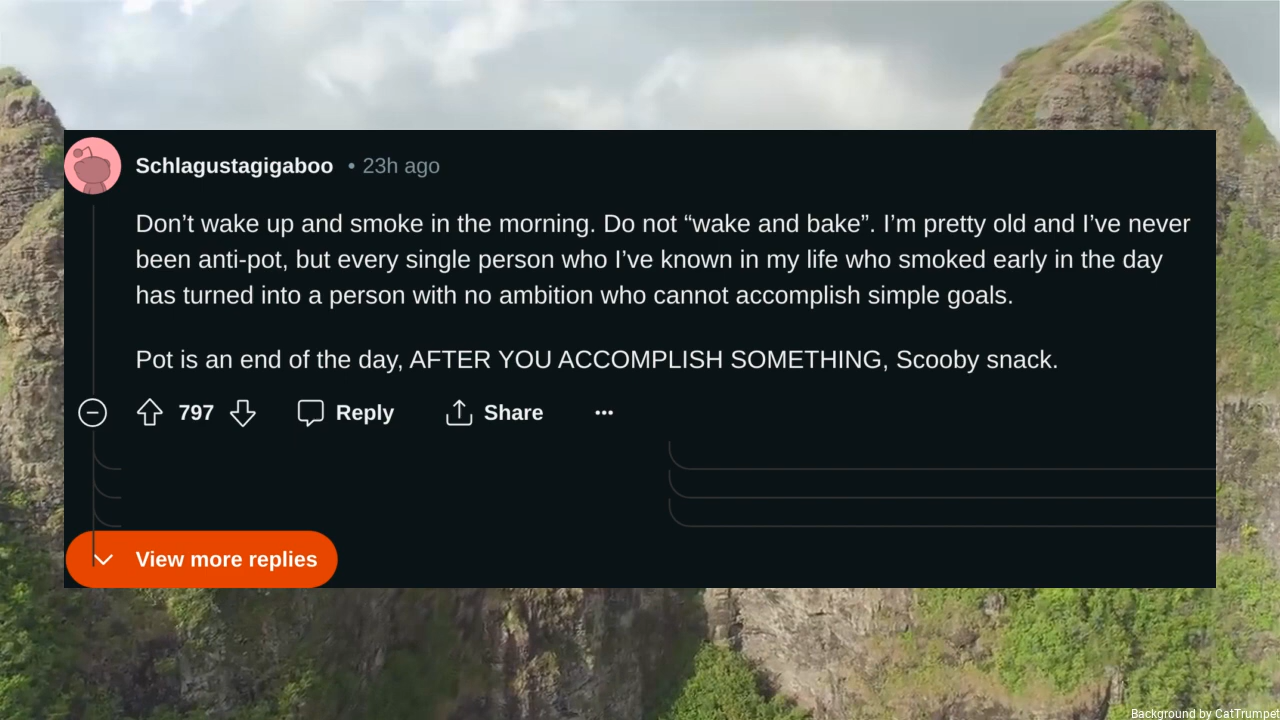 Schlagustagigaboo • 23h ago
Don’t wake up and smoke in the morning. Do not “wake and bake”. I’m pretty old and I’ve never
been anti-pot, but every single person who I’ve known in my life who smoked early in the day
has turned into a person with no ambition who cannot accomplish simple goals.
Pot is an end of the day, AFTER YOU ACCOMPLISH SOMETHING, Scooby snack.
797 Reply Share •••
View more replies
Background by CatTrumpet